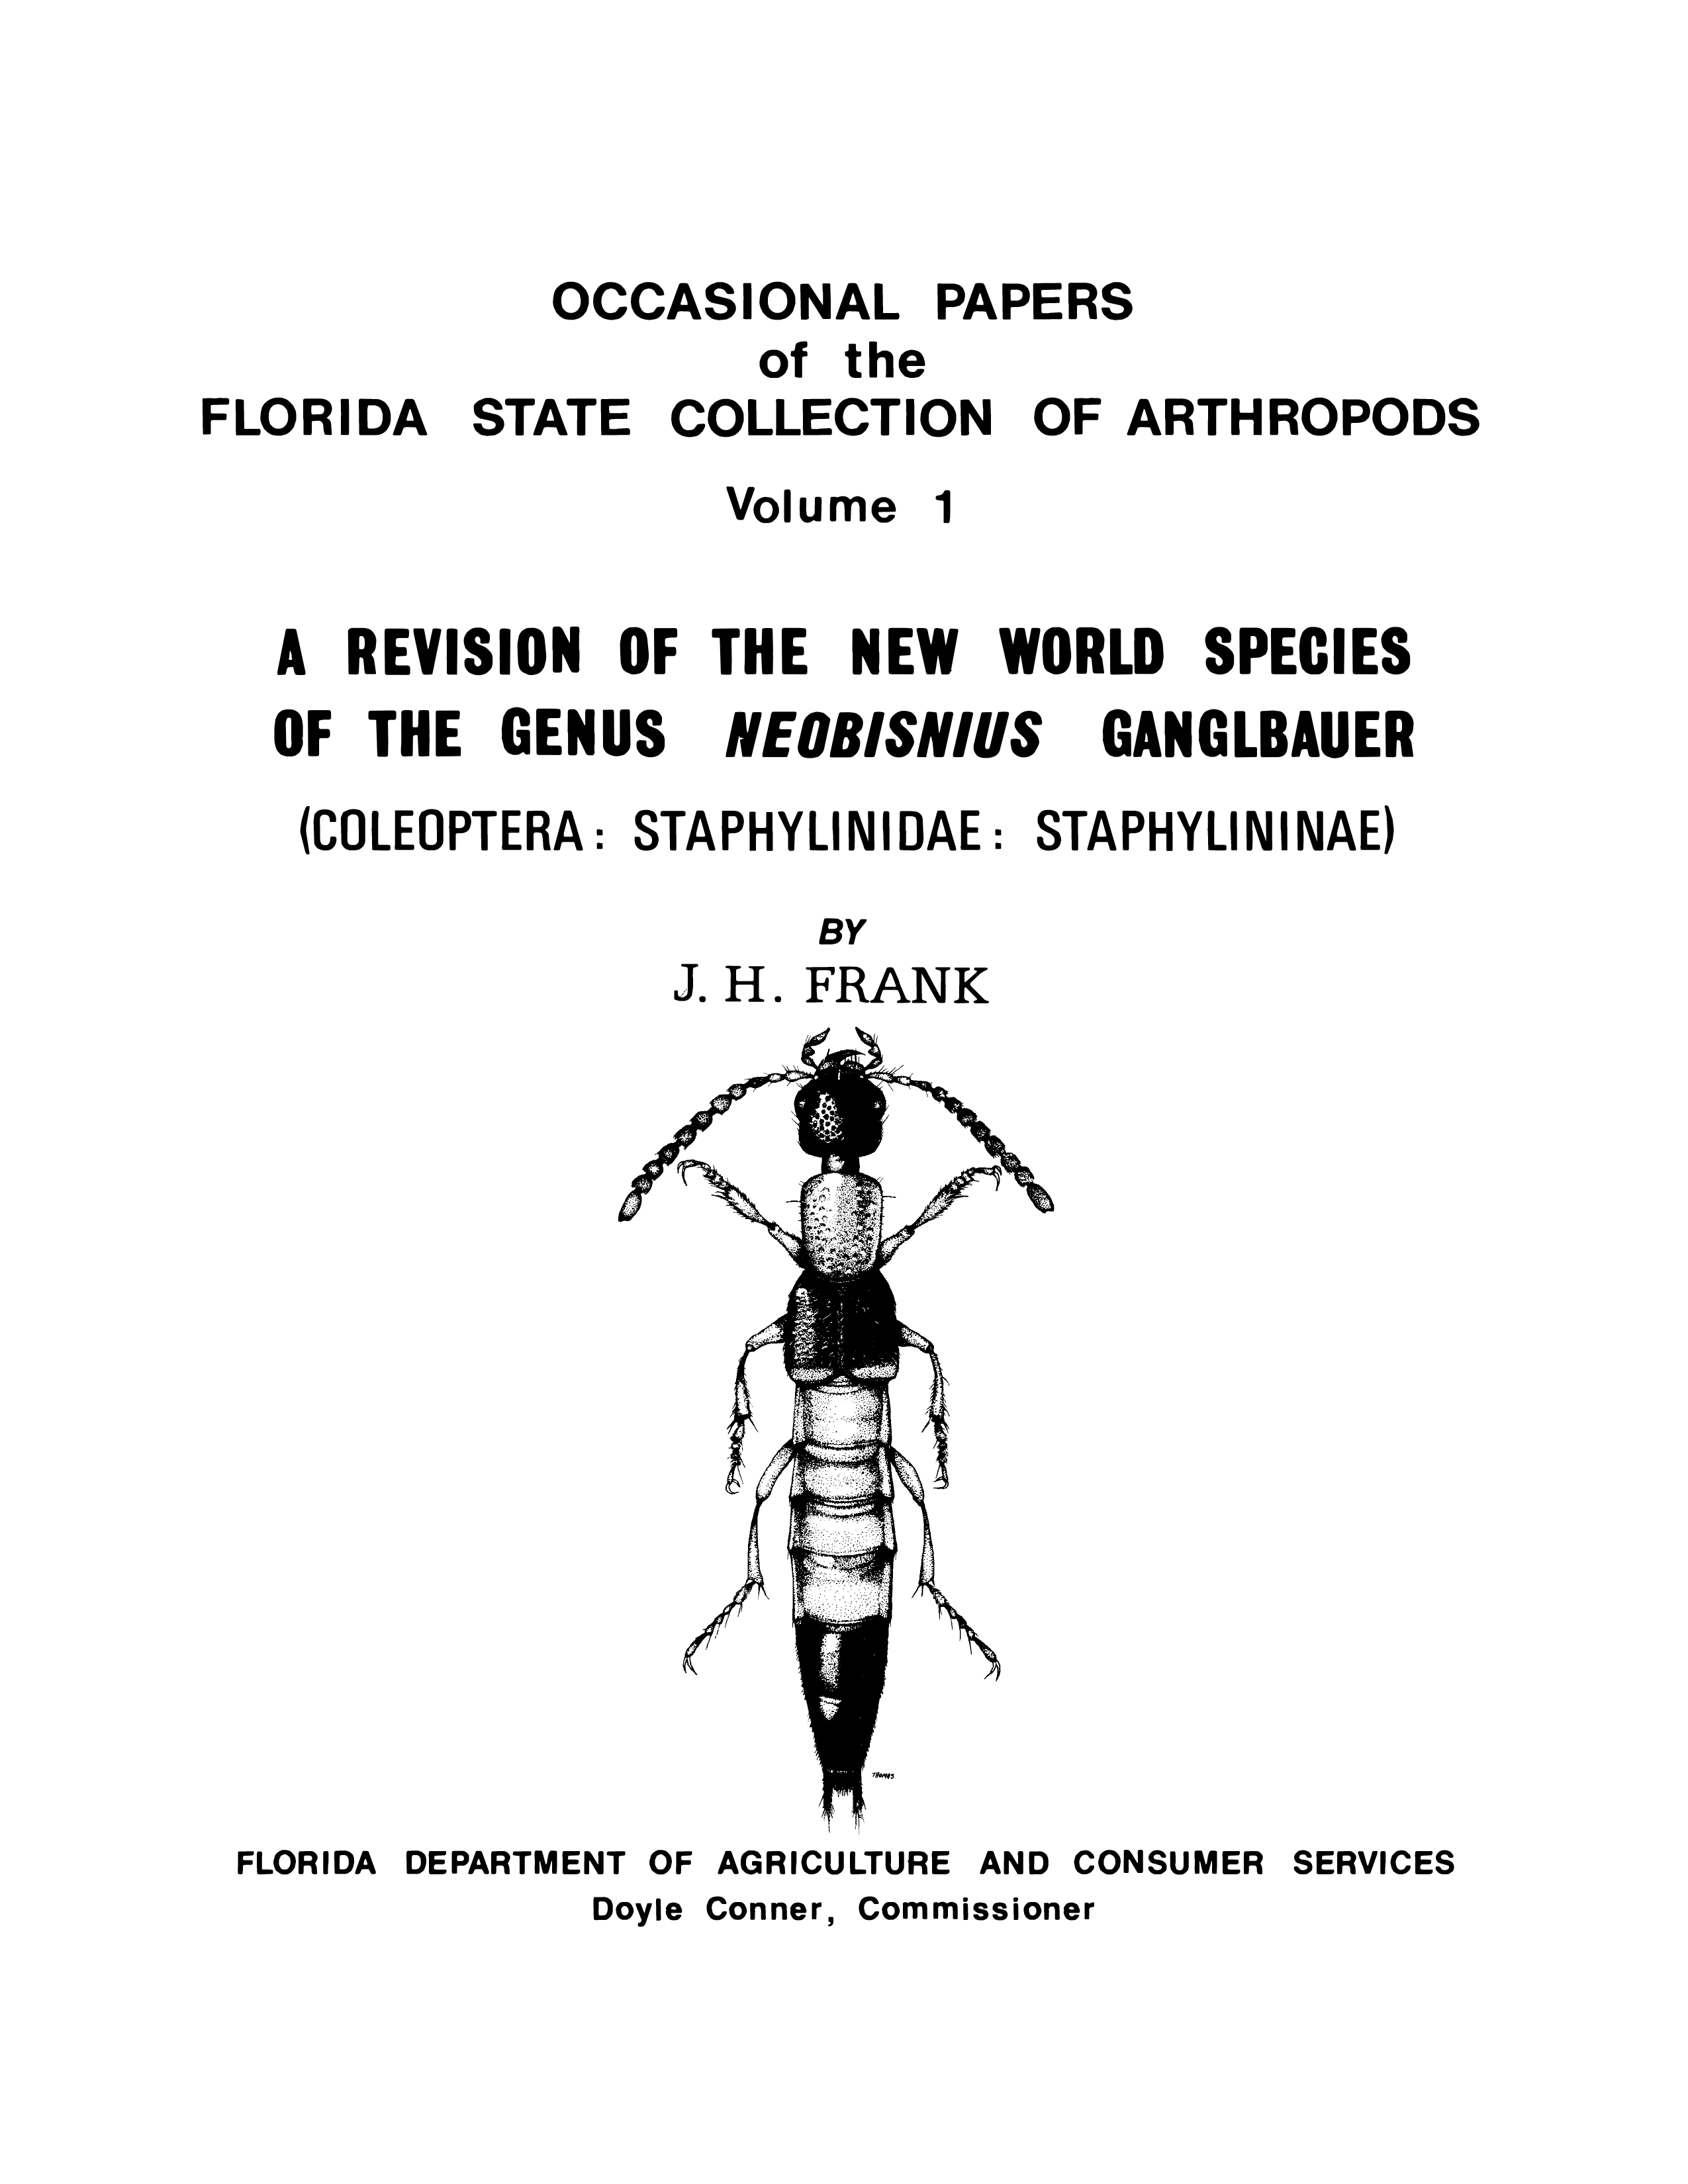 OCCASIONAL PAPERS
of the
FLORIDA STATE COLLECTION OF ARTHROPODS
Volume 1
A REVISION OF THE NEW WORLD SPECIES
OF THE GENUS NEOBISNIUS GANGLBAUER
(COLEOPTERA: STAPHYLINIDAE: STAPHYLININAE)
BY
J. H. FRANK
THOMAS
FLORIDA DEPARTMENT OF AGRICULTURE AND CONSUMER SERVICES
Doyle Conner, Commissioner